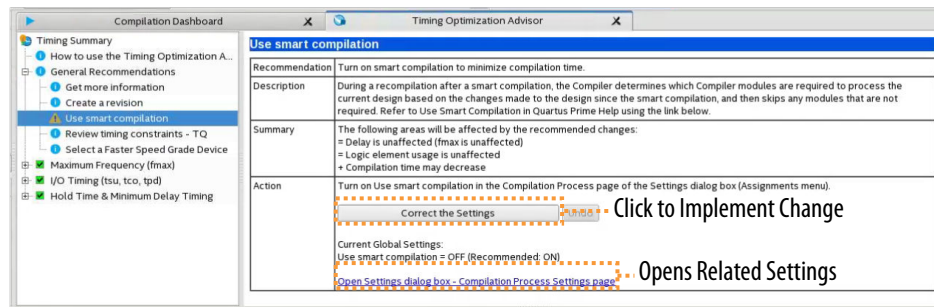 Compilation Dashboard
Timing Optimization Advisor
Timing Summary
How to use the Timing Optimization A...
General Recommendations
Get more information
Create a revision
Use smart compilation
Review timing constraints - TQ
Select a Faster Speed Grade Device
Maximum Frequency (fmax)
I/O Timing (tsu, tco, tpd)
Hold Time & Minimum Delay Timing
Use smart compilation
Recommendation Turn on smart compilation to minimize compilation time.
Description During a recompilation after a smart compilation, the Compiler determines which Compiler modules are required to process the
current design based on the changes made to the design since the smart compilation, and then skips any modules that are not
required. Refer to Use Smart Compilation in Quartus Prime Help using the link below.
Summary The following areas will be affected by the recommended changes:
= Delay is unaffected (fmax is unaffected)
= Logic element usage is unaffected
+ Compilation time may decrease
Action Turn on Use smart compilation in the Compilation Process page of the Settings dialog box (Assignments menu).
Correct the Settings Undo Click to Implement Change
Current Global Settings:
Use smart compilation = OFF (Recommended: ON)
Open Settings dialog box - Compilation Process Settings page Opens Related Settings